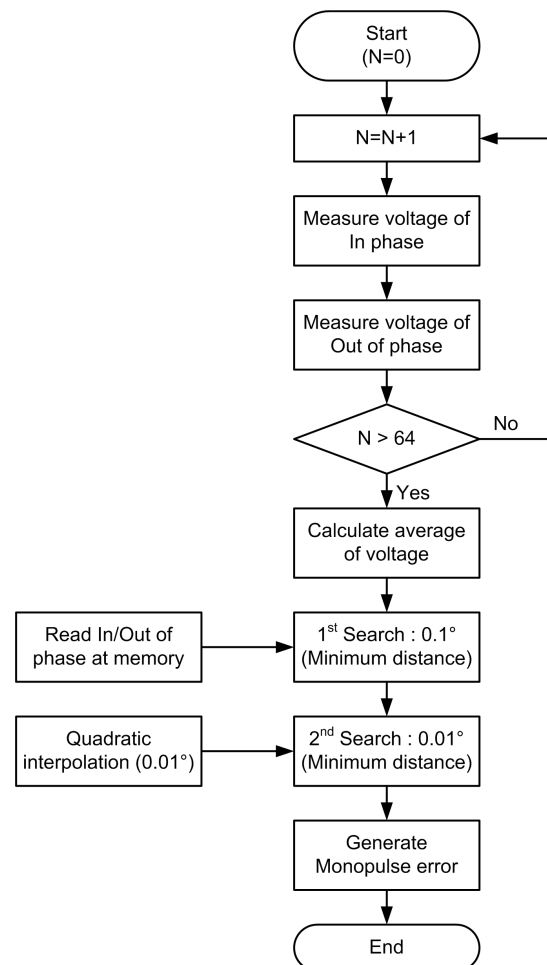 Start
(N=0)
N=N+1
Measure voltage of
In phase
Measure voltage of
Out of phase
N > 64
No
Yes
Calculate average
of voltage
Read In/Out of
phase at memory
1st Search : 0.1°
(Minimum distance)
Quadratic
interpolation (0.01°)
2nd Search : 0.01°
(Minimum distance)
Generate
Monopulse error
End